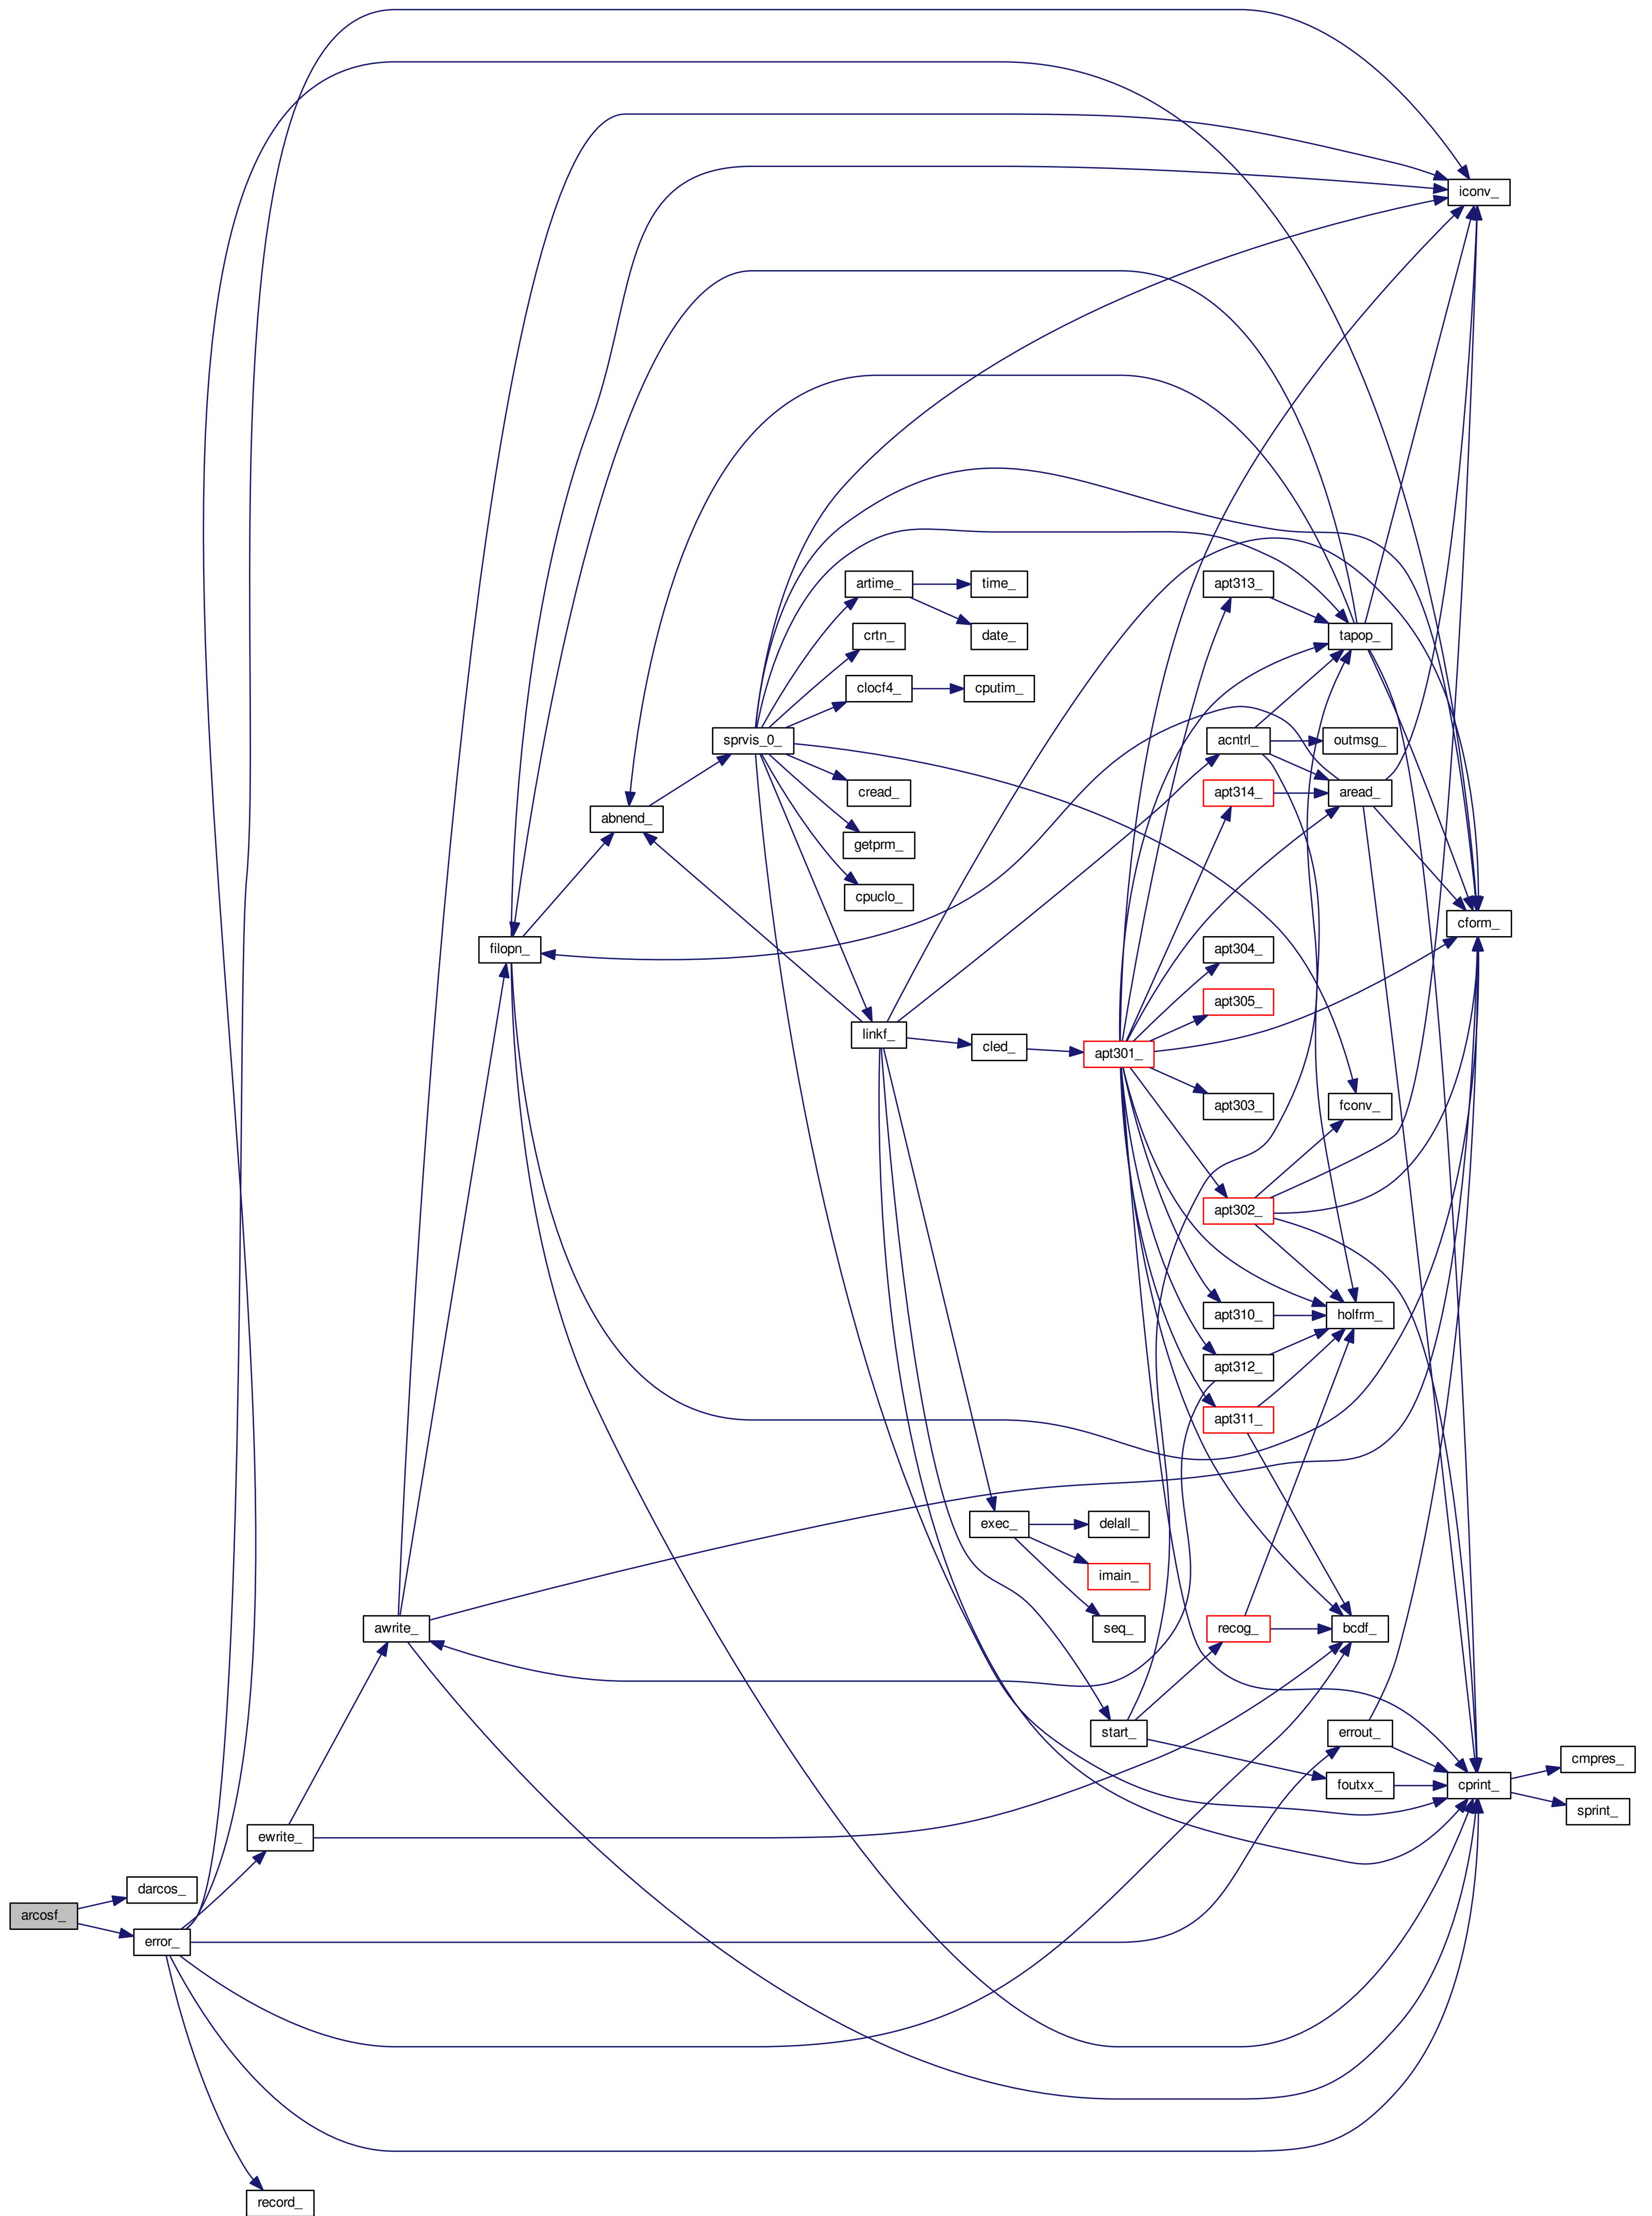 iconv_
artime_
time_
apt313_
crtn_
date_
tapop_
clocf4_
cputim_
sprvis_0_
acntrl_
outmsg_
cread_
apt314_
aread_
abnend_
getprm_
cpuclo_
cform_
filopn_
apt304_
apt305_
linkf_
cled_
apt301_
apt303_
fconv_
apt302_
apt310_
holfrm_
apt312_
apt311_
exec_
delall_
imain_
awrite_
seq_
recog_
bcdf_
start_
errout_
cmpres_
foutxx_
cprint_
sprint_
ewrite_
darcos_
arcosf_
error_
record_